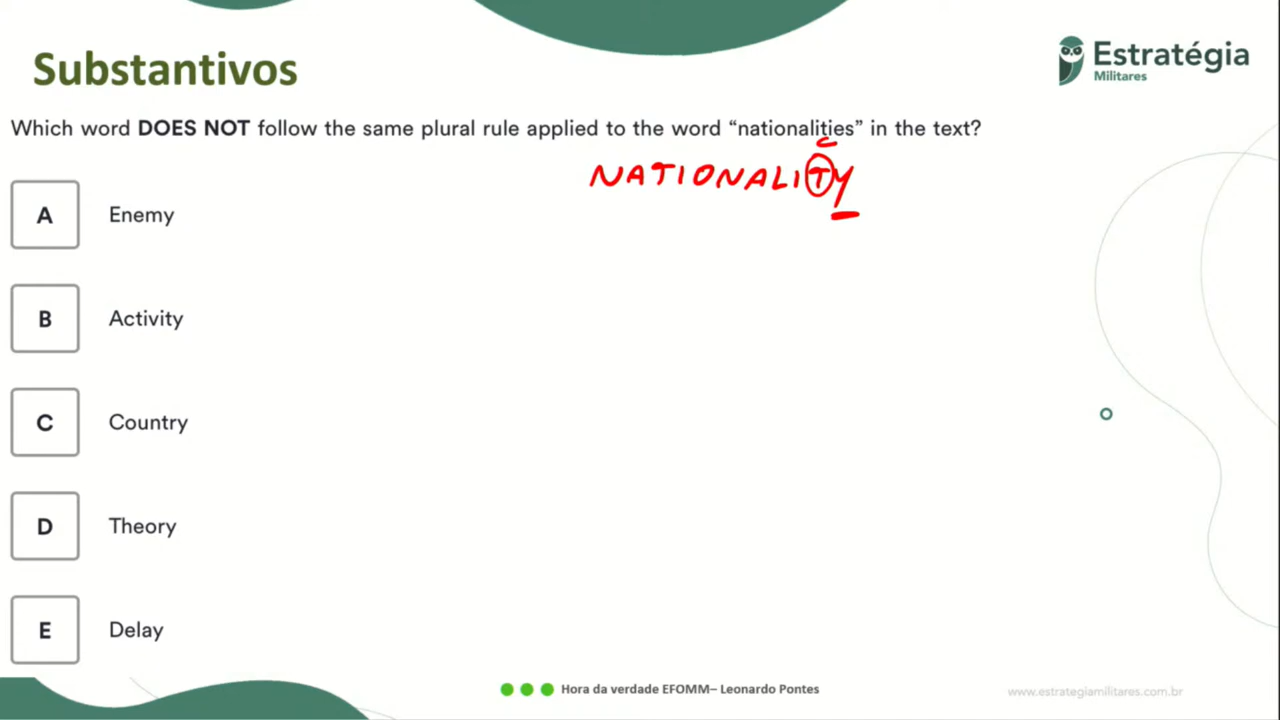 Substantivos
Estratégia
Militares
Which word DOES NOT follow the same plural rule applied to the word “nationalities” in the text?
C
NATIONALITY
A Enemy
B Activity
C Country
D Theory
E Delay
Hora da verdade EFOMM– Leonardo Pontes
www.estrategiamilitares.com.br